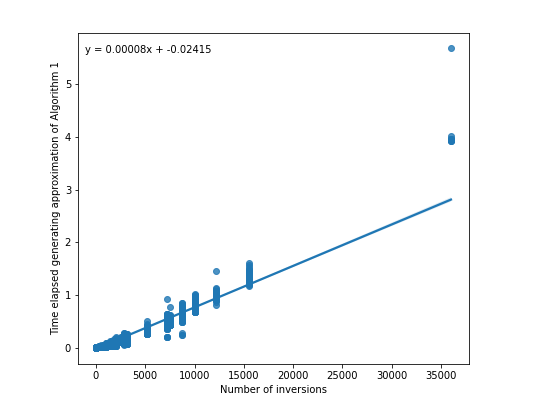 y = 0.00008x + -0.02415
Time elapsed generating approximation of Algorithm 1
5
4
3
2
1
0
0 5000 10000 15000 20000 25000 30000 35000
Number of inversions